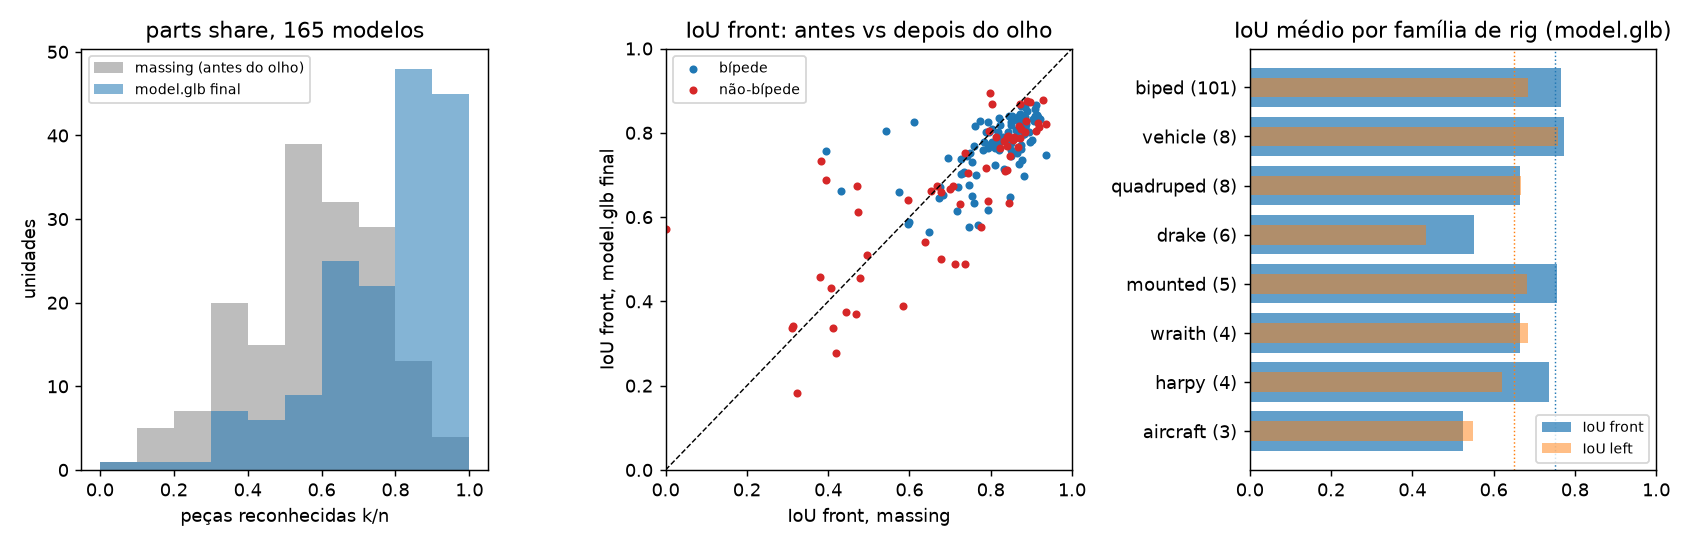 parts share, 165 modelos
massing (antes do olho)
model.glb final
unidades
50
40
30
20
10
0
0.0 0.2 0.4 0.6 0.8 1.0
peças reconhecidas k/n
IoU front: antes vs depois do olho
bípede
não-bípede
IoU front, model.glb final
1.0
0.8
0.6
0.4
0.2
0.0
0.0 0.2 0.4 0.6 0.8 1.0
IoU front, massing
IoU médio por família de rig (model.glb)
biped (101)
vehicle (8)
quadruped (8)
drake (6)
mounted (5)
wraith (4)
harpy (4)
aircraft (3)
IoU front
IoU left
0.0 0.2 0.4 0.6 0.8 1.0